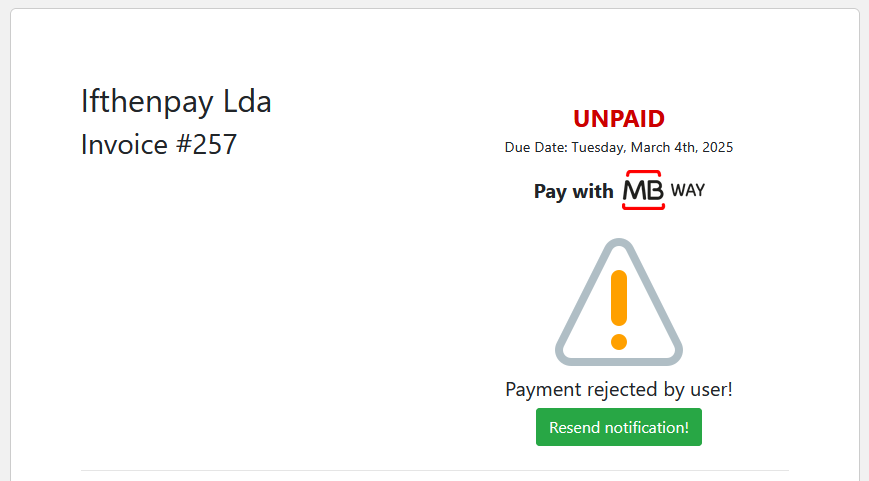 Ifthenpay Lda
Invoice #257
UNPAID
Due Date: Tuesday, March 4th, 2025
Pay with MB WAY
Payment rejected by user!
Resend notification!